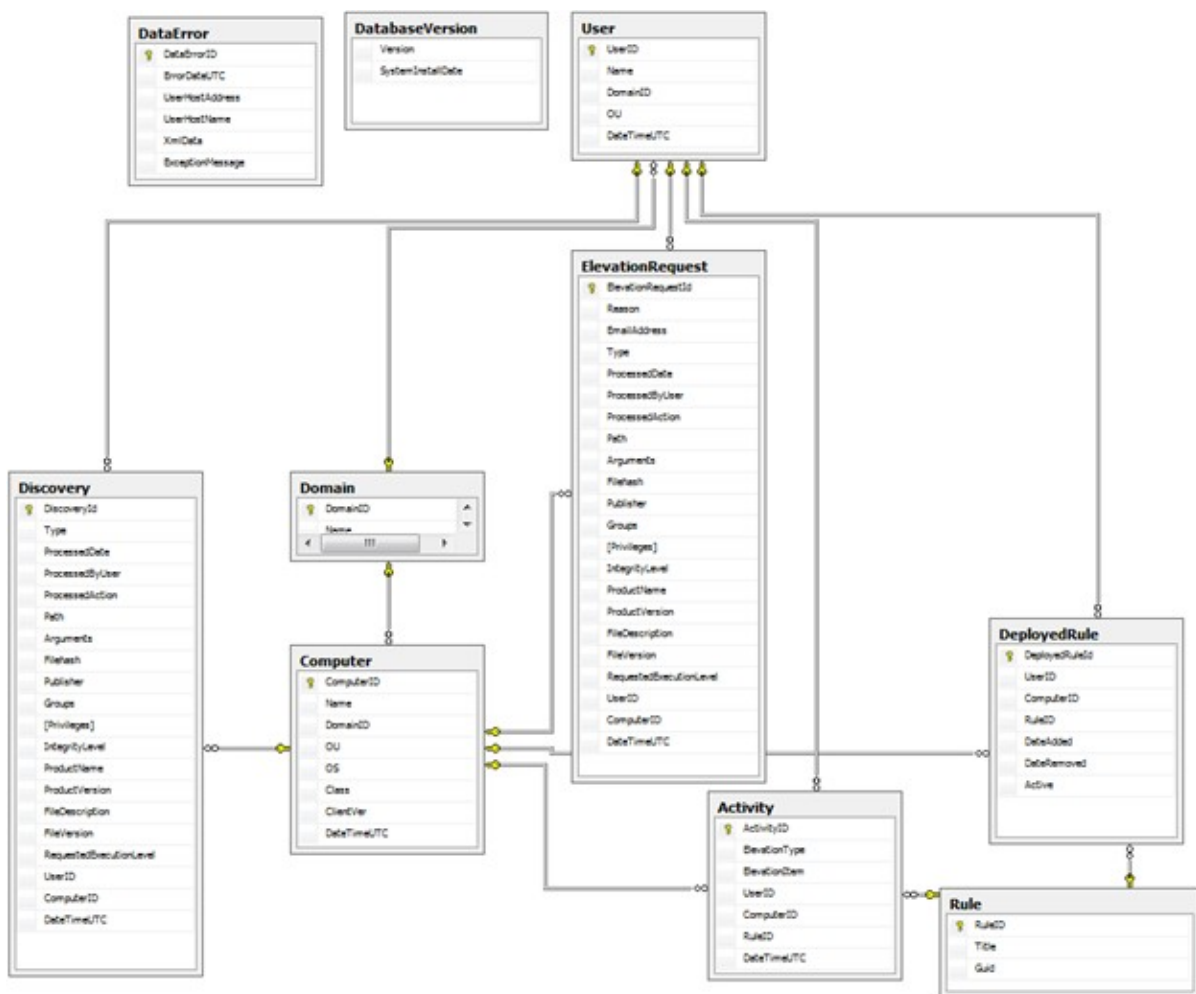 DataError
DataErrorID
ErrorDateUTC
UserHostAddress
UserHostName
XmlData
ExceptionMessage
DatabaseVersion
Version
SystemInstallDate
User
UserID
Name
DomainID
OU
DateTimeUTC
ElevationRequest
ElevationRequestId
Reason
EmailAddress
Type
ProcessedDate
ProcessedByUser
ProcessedAction
Path
Arguments
Filehash
Publisher
Groups
[Privileges]
IntegrityLevel
ProductName
ProductVersion
FileDescription
FileVersion
RequestedExecutionLevel
UserID
ComputerID
DateTimeUTC
Discovery
DiscoveryId
Type
ProcessedDate
ProcessedByUser
ProcessedAction
Path
Arguments
Filehash
Publisher
Groups
[Privileges]
IntegrityLevel
ProductName
ProductVersion
FileDescription
FileVersion
RequestedExecutionLevel
UserID
ComputerID
DateTimeUTC
Domain
DomainID
Name
Computer
ComputerID
Name
DomainID
OU
OS
Class
ClientVer
DateTimeUTC
DeployedRule
DeployedRuleId
UserID
ComputerID
RuleID
DateAdded
DateRemoved
Active
Activity
ActivityID
ElevationType
ElevationItem
UserID
ComputerID
RuleID
DateTimeUTC
Rule
RuleID
Title
Guid